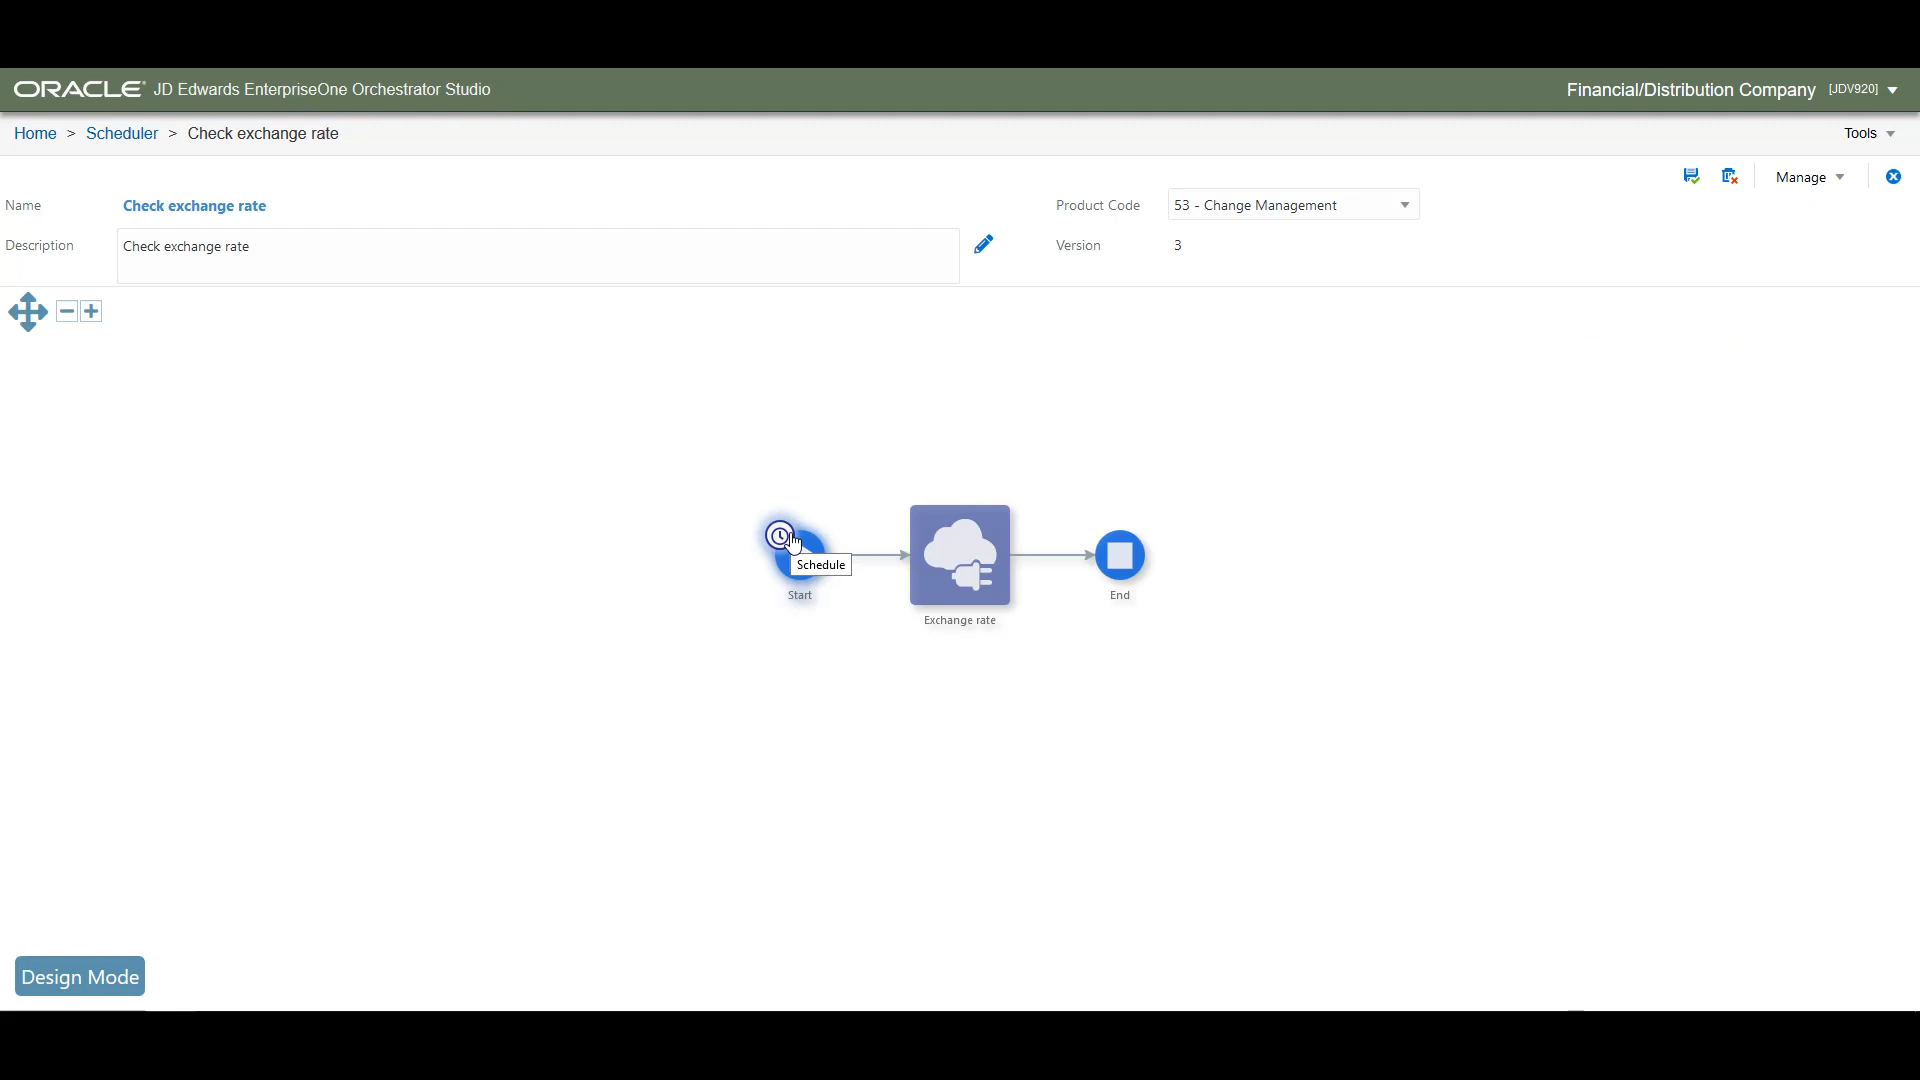 ORACLE JD Edwards EnterpriseOne Orchestrator Studio
Financial/Distribution Company [JDV920]
Home > Scheduler > Check exchange rate
Tools
Manage
Name Check exchange rate
Product Code 53 - Change Management
Description Check exchange rate
Version 3
Schedule
Start
End
Exchange rate
Design Mode